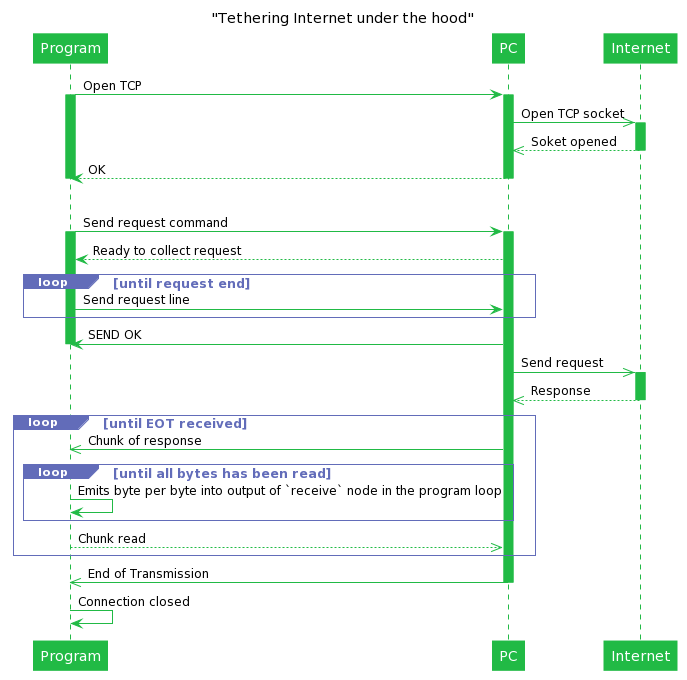 "Tethering Internet under the hood"
Program PC Internet
Open TCP
Open TCP socket
Soket opened
OK
Send request command
Ready to collect request
loop [until request end]
Send request line
SEND OK
Send request
Response
loop [until EOT received]
Chunk of response
loop [until all bytes has been read]
Emits byte per byte into output of `receive` node in the program loop
Chunk read
End of Transmission
Connection closed
Program PC Internet